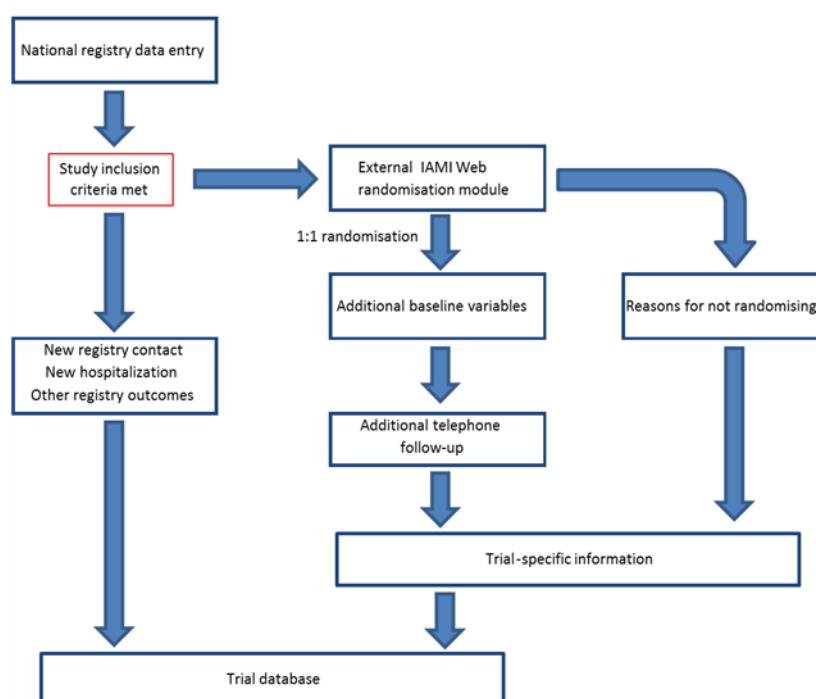 National registry data entry
Study inclusion
criteria met
External IAMI Web
randomisation module
1:1 randomisation
Additional baseline variables
Reasons for not randomising
New registry contact
New hospitalization
Other registry outcomes
Additional telephone
follow-up
Trial-specific information
Trial database